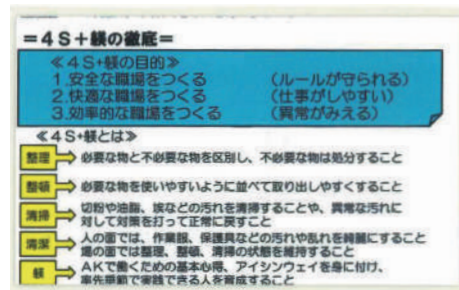 =4S+躾の徹底=
≪4S+躾の目的≫
1.安全な職場をつくる (ルールが守られる)
2.快適な職場をつくる (仕事がしやすい)
3.効率的な職場をつくる (異常がみえる)
≪4S+躾とは≫
整理 必要な物と不必要な物を区別し、不必要な物は処分すること
整頓 必要な物を使いやすいように並べて取り出しやすくすること
清掃 切粉や油脂、埃などの汚れを清掃することや、異常な汚れに
対して対策を打って正常に戻すこと
清潔 人の面では、作業服、保護具などの汚れや乱れを綺麗にすること
場の面では整理、整頓、清掃の状態を維持すること
躾 AKで働くための基本心得、アイシンウェイを身に付け、
率先垂範で実践できる人を育成すること